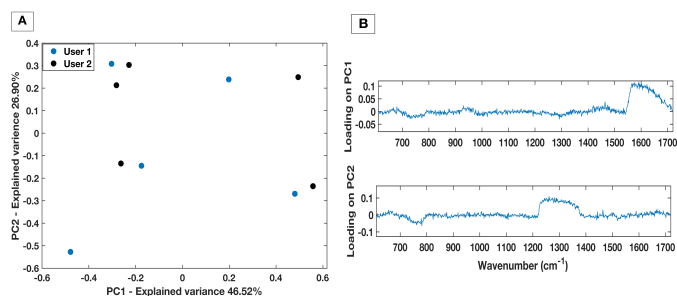 A
B
User 1
User 2
0.4
0.3
0.2
0.1
0
-0.1
-0.2
-0.3
-0.4
-0.5
-0.6
-0.6 -0.4 -0.2 0 0.2 0.4 0.6
PC1 - Explained variance 46.52%
PC2 - Explained varience 26.90%
Loading on PC1
0.1
0.05
0
-0.05
700 800 900 1000 1100 1200 1300 1400 1500 1600 1700
Loading on PC2
0.1
0
0.1
700 800 900 1000 1100 1200 1300 1400 1500 1600 1700
Wavenumber (cm-1)